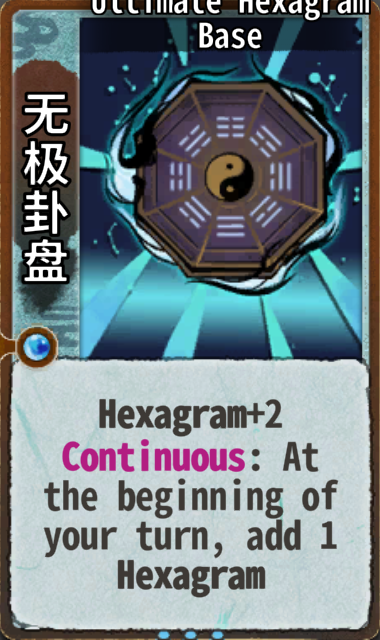 Ultimate Hexagram
Base
无极卦盘
Hexagram+2
Continuous: At
the beginning of
your turn, add 1
Hexagram